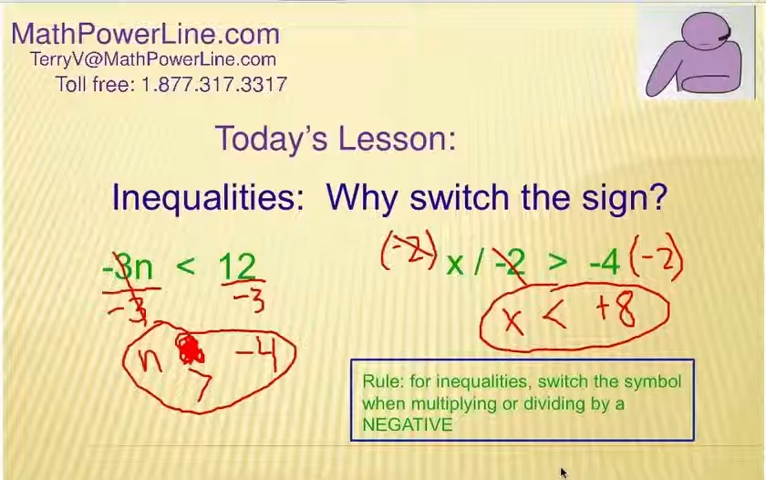 MathPowerLine.com
TerryV@MathPowerLine.com
Toll free: 1.877.317.3317
Today's Lesson:
Inequalities: Why switch the sign?
-3n < 12
-3 -3
n > -4
(-2) x / -2 > -4 (-2)
x < +8
Rule: for inequalities, switch the symbol
when multiplying or dividing by a
NEGATIVE